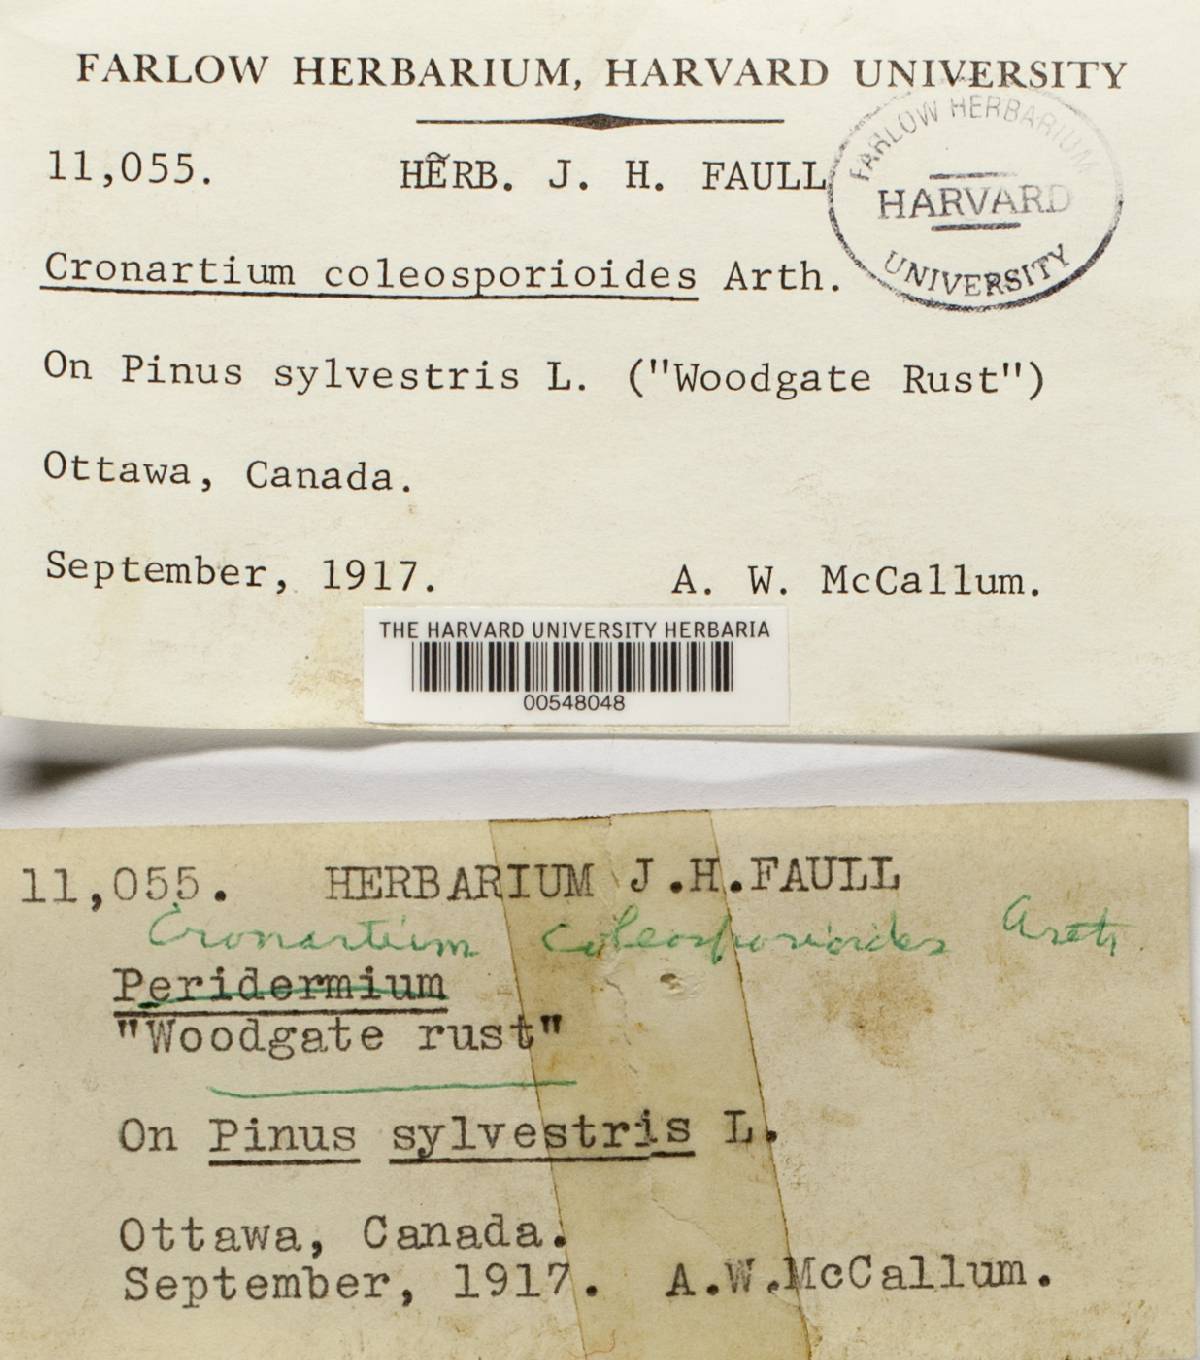 FARLOW HERBARIUM, HARVARD UNIVERSITY
FARLOW HERBARIUM
HARVARD
UNIVERSITY
11,055. HERB. J. H. FAULL
Cronartium coleosporioides Arth.
On Pinus sylvestris L. ("Woodgate Rust")
Ottawa, Canada.
September, 1917. A. W. McCallum.
THE HARVARD UNIVERSITY HERBARIA
00548048
11,055. HERBARIUM J.H.FAULL
Cronartium coleosporioides Arth.
Peridermium
"Woodgate rust"
On Pinus sylvestris L.
Ottawa, Canada.
September, 1917. A.W.McCallum.